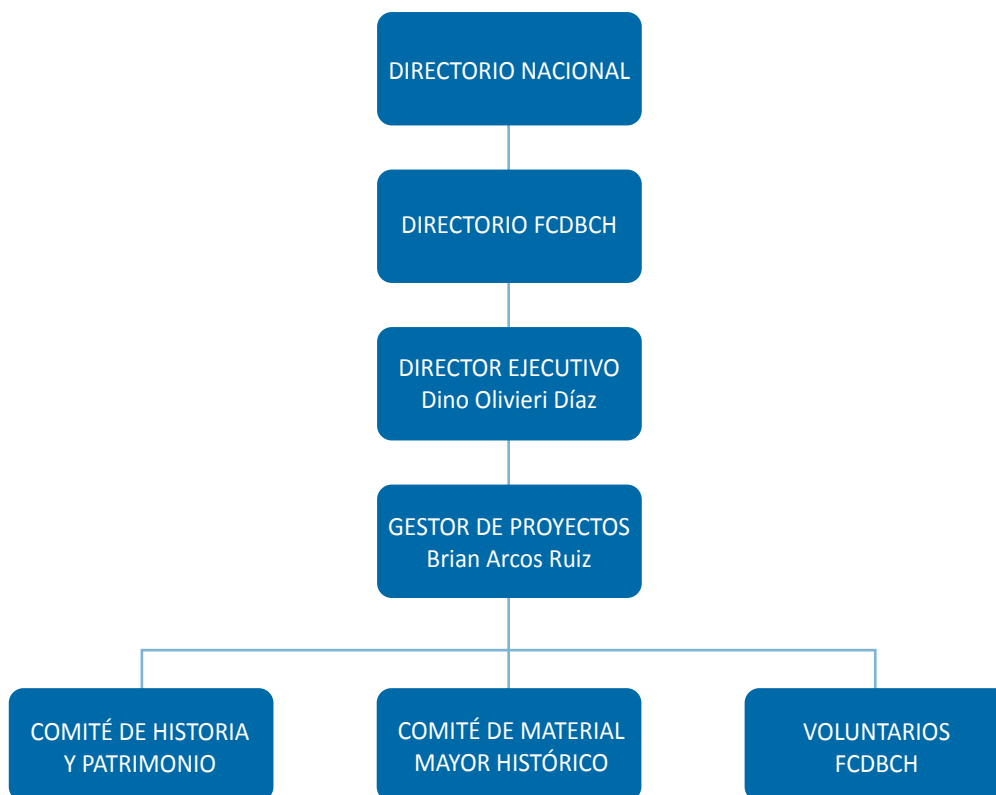 DIRECTORIO NACIONAL
DIRECTORIO FCDBCH
DIRECTOR EJECUTIVO
Dino Olivieri Díaz
GESTOR DE PROYECTOS
Brian Arcos Ruiz
COMITÉ DE HISTORIA
Y PATRIMONIO
COMITÉ DE MATERIAL
MAYOR HISTÓRICO
VOLUNTARIOS
FCDBCH